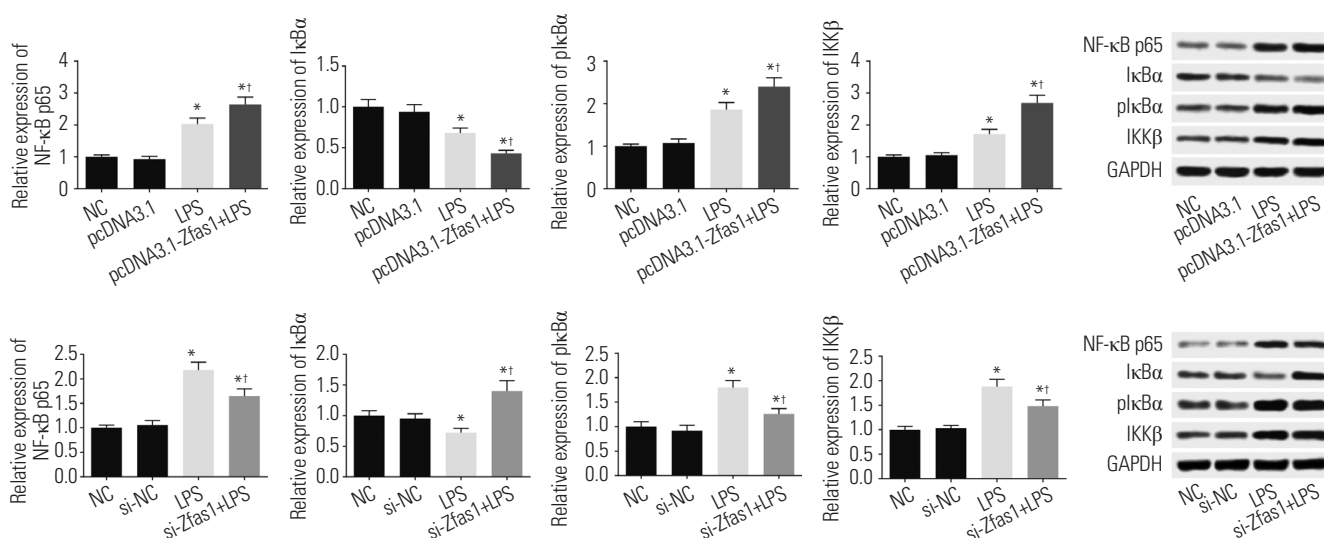 Relative expression of
NF-κB p65
4
3
2
1
0
*
*†
NC
pcDNA3.1
LPS
pcDNA3.1-Zfas1+LPS
Relative expression of IκBα
1.5
1.0
0.5
0.0
*
*†
NC
pcDNA3.1
LPS
pcDNA3.1-Zfas1+LPS
Relative expression of pIκBα
3
2
1
0
*
*†
NC
pcDNA3.1
LPS
pcDNA3.1-Zfas1+LPS
Relative expression of IKKβ
4
3
2
1
0
*
*†
NC
pcDNA3.1
LPS
pcDNA3.1-Zfas1+LPS
NF-κB p65
IκBα
pIκBα
IKKβ
GAPDH
NC
pcDNA3.1
LPS
pcDNA3.1-Zfas1+LPS
Relative expression of
NF-κB p65
2.5
2.0
1.5
1.0
0.5
0.0
*
*†
NC
si-NC
LPS
si-Zfas1+LPS
Relative expression of IκBα
2.0
1.5
1.0
0.5
0.0
*
*†
NC
si-NC
LPS
si-Zfas1+LPS
Relative expression of pIκBα
2.5
2.0
1.5
1.0
0.5
0.0
*
*†
NC
si-NC
LPS
si-Zfas1+LPS
Relative expression of IKKβ
2.5
2.0
1.5
1.0
0.5
0.0
*
*†
NC
si-NC
LPS
si-Zfas1+LPS
NF-κB p65
IκBα
pIκBα
IKKβ
GAPDH
NC
si-NC
LPS
si-Zfas1+LPS